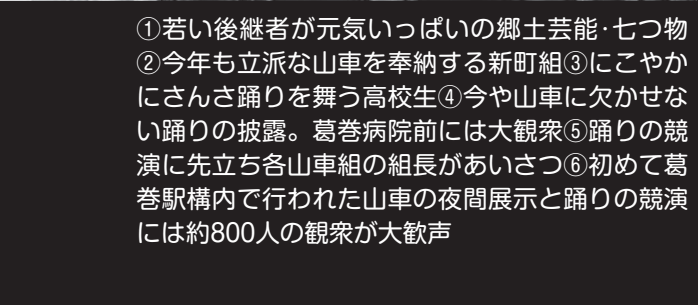 ①若い後継者が元気いっぱいの郷土芸能・七つ物
②今年も立派な山車を奉納する新町組③にこやか
にさんさ踊りを舞う高校生④今や山車に欠かせな
い踊りの披露。葛巻病院前には大観衆⑤踊りの競
演に先立ち各山車組の組長があいさつ⑥初めて葛
巻駅構内で行われた山車の夜間展示と踊りの競演
には約800人の観衆が大歓声